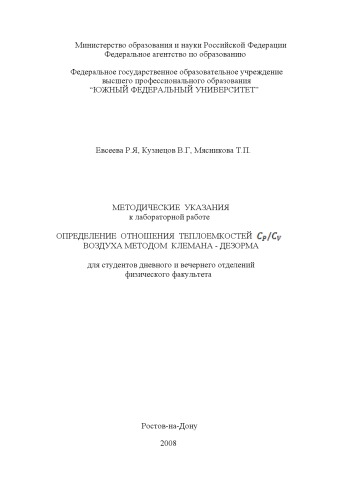 Министерство образования и науки Российской Федерации
Федеральное агентство по образованию
Федеральное государственное образовательное учреждение
высшего профессионального образования
“ЮЖНЫЙ ФЕДЕРАЛЬНЫЙ УНИВЕРСИТЕТ”
Евсеева Р.Я, Кузнецов В.Г, Мясникова Т.П.
МЕТОДИЧЕСКИЕ УКАЗАНИЯ
к лабораторной работе
ОПРЕДЕЛЕНИЕ ОТНОШЕНИЯ ТЕПЛОЕМКОСТЕЙ Cp/Cv
ВОЗДУХА МЕТОДОМ КЛЕМАНА - ДЕЗОРМА
для студентов дневного и вечернего отделений
физического факультета
Ростов-на-Дону
2008